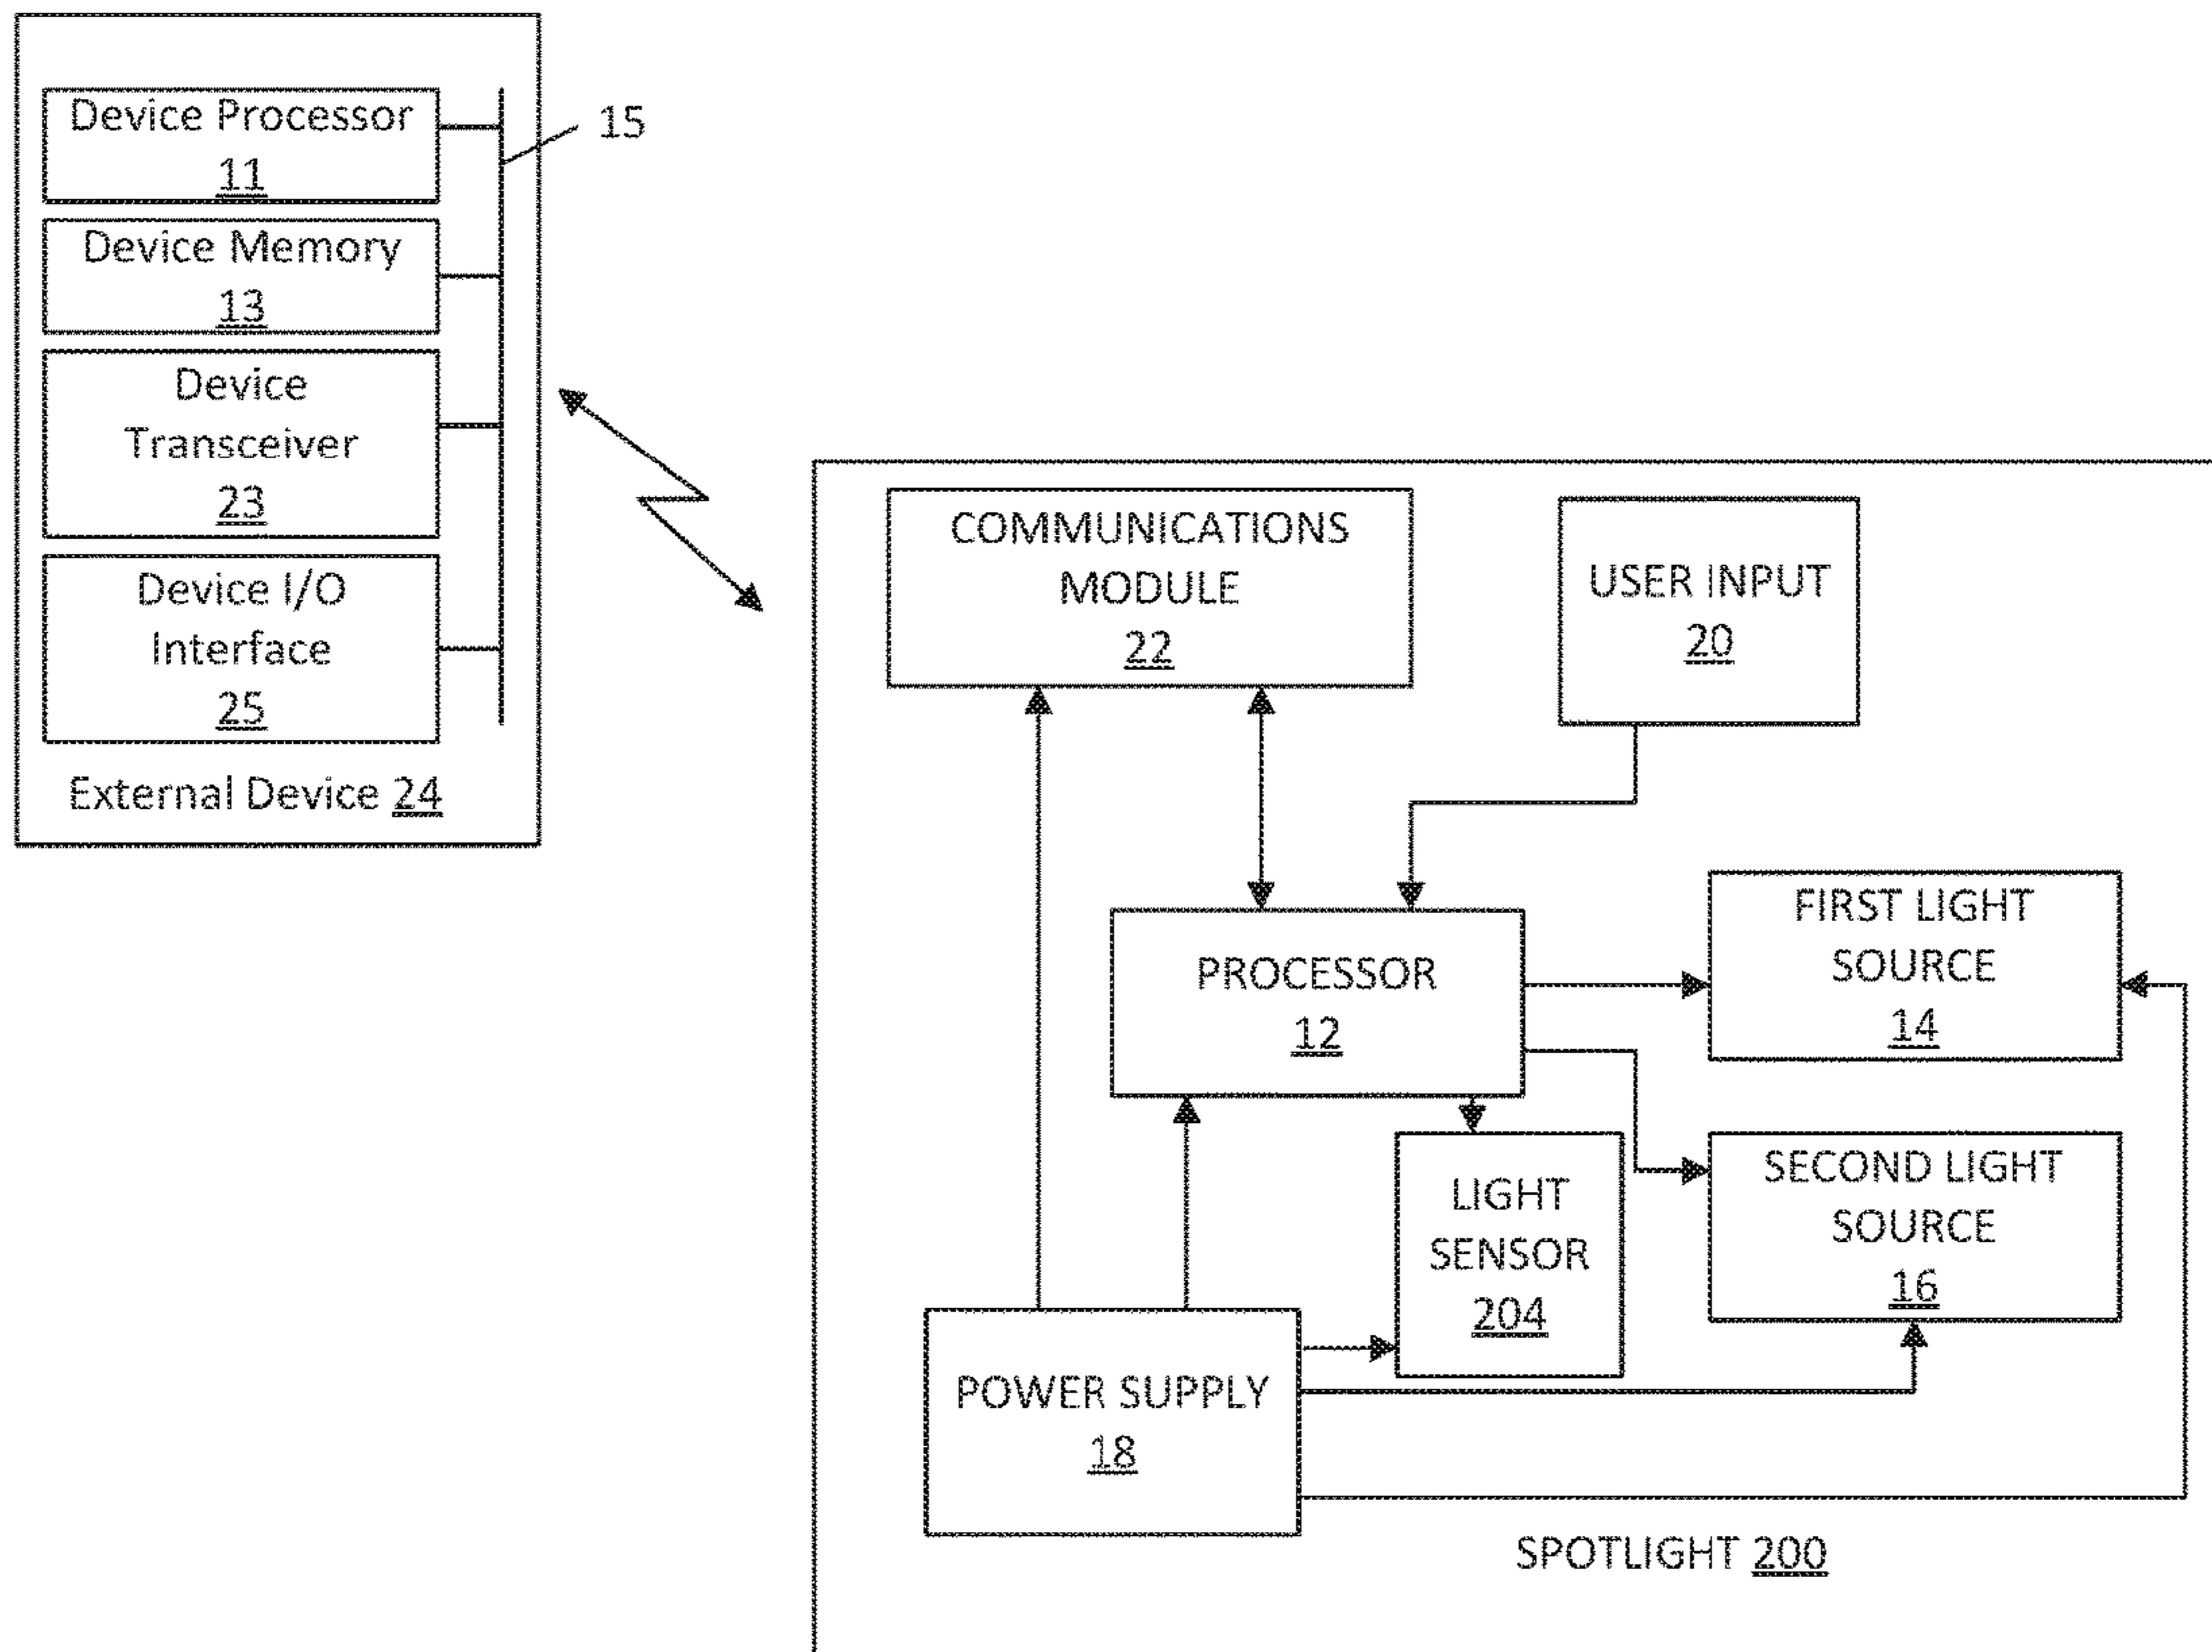 Device Processor
11
15
Device Memory
13
Device
Transceiver
23
Device I/O
Interface
25
External Device 24
COMMUNICATIONS
MODULE
22
USER INPUT
20
PROCESSOR
12
FIRST LIGHT
SOURCE
14
LIGHT
SENSOR
204
SECOND LIGHT
SOURCE
16
POWER SUPPLY
18
SPOTLIGHT 200